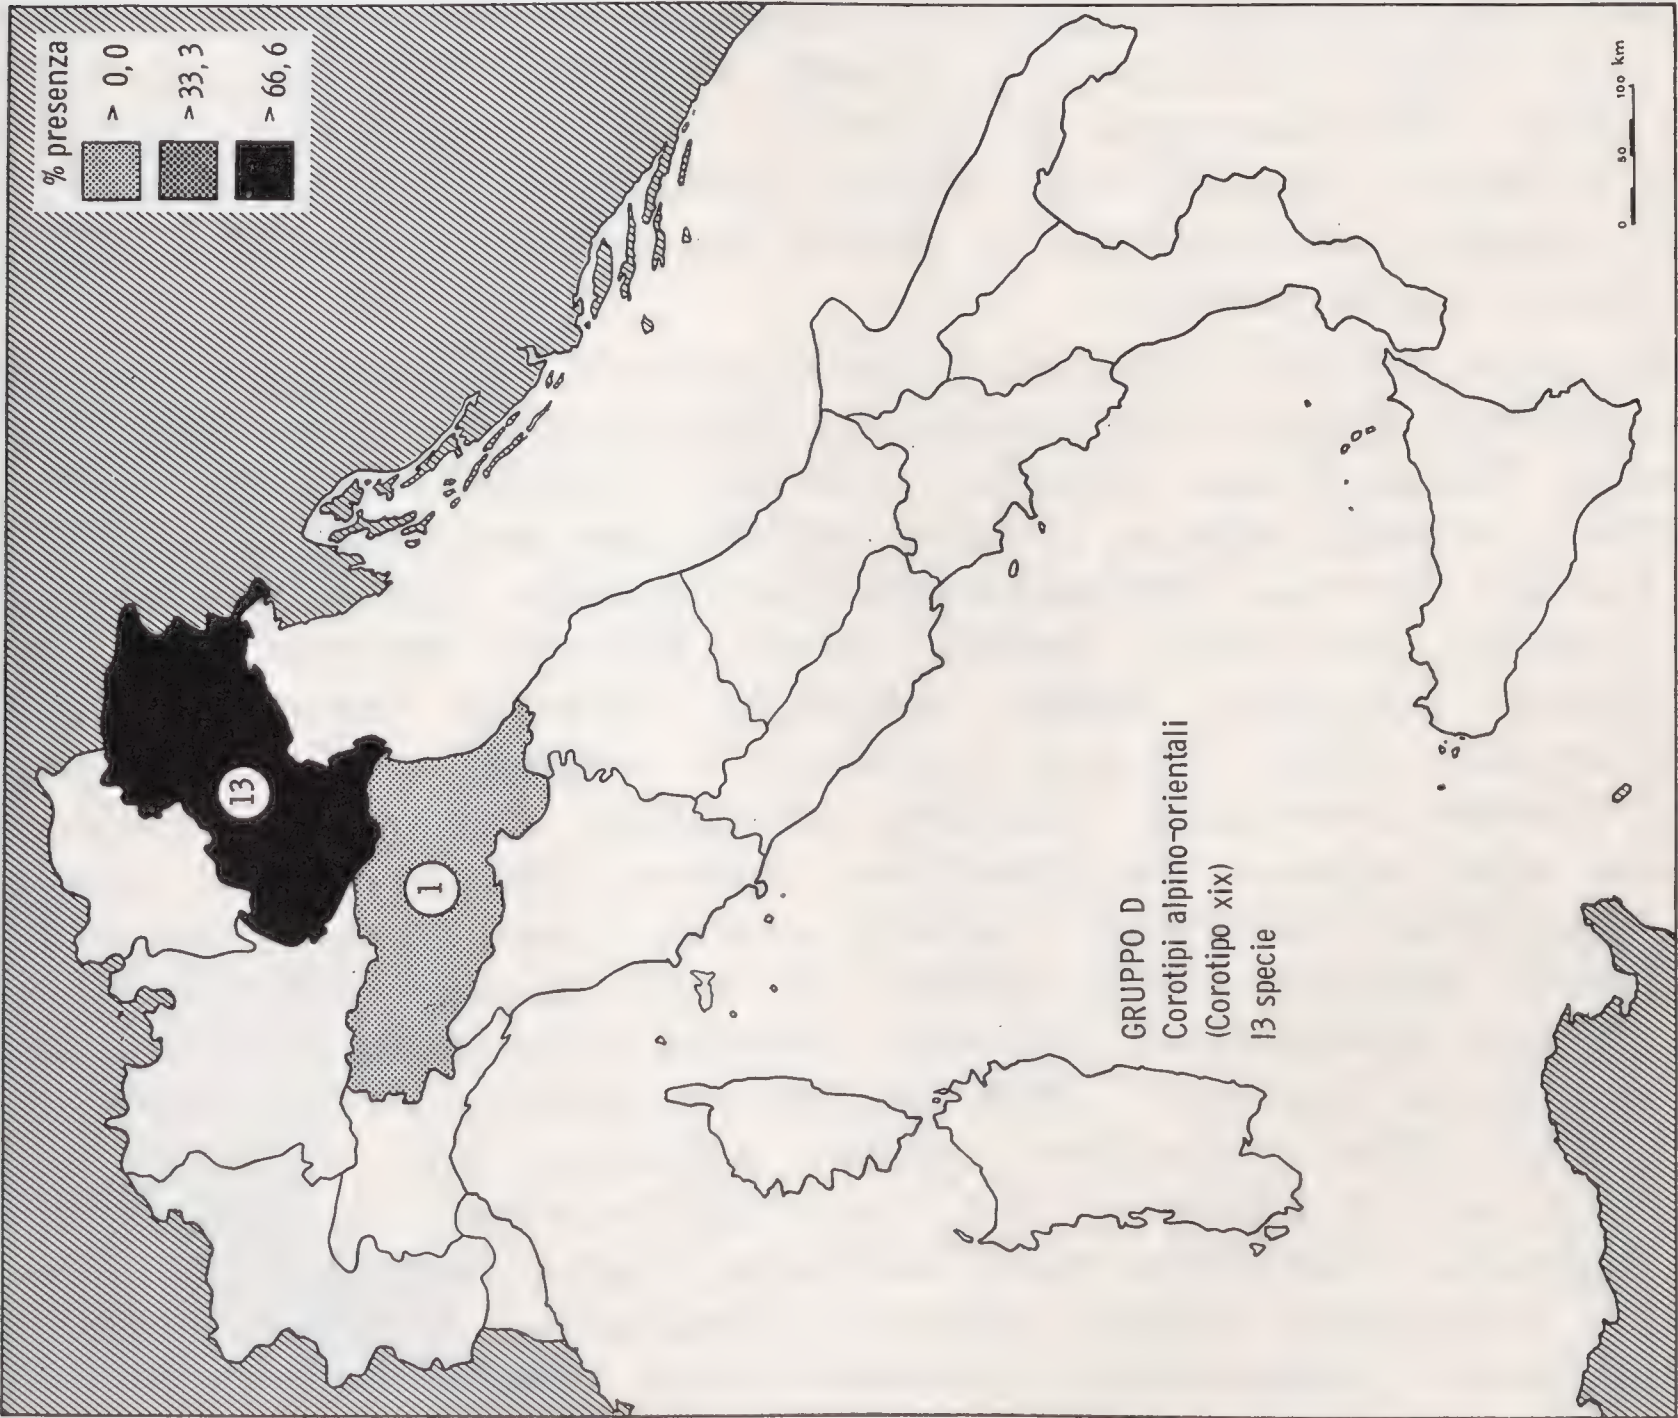 % presenza
> 0,0
> 33,3
> 66,6
13
1
GRUPPO D
Corotipi alpino-orientali
(Corotipo xix)
13 specie
0 50 100 km